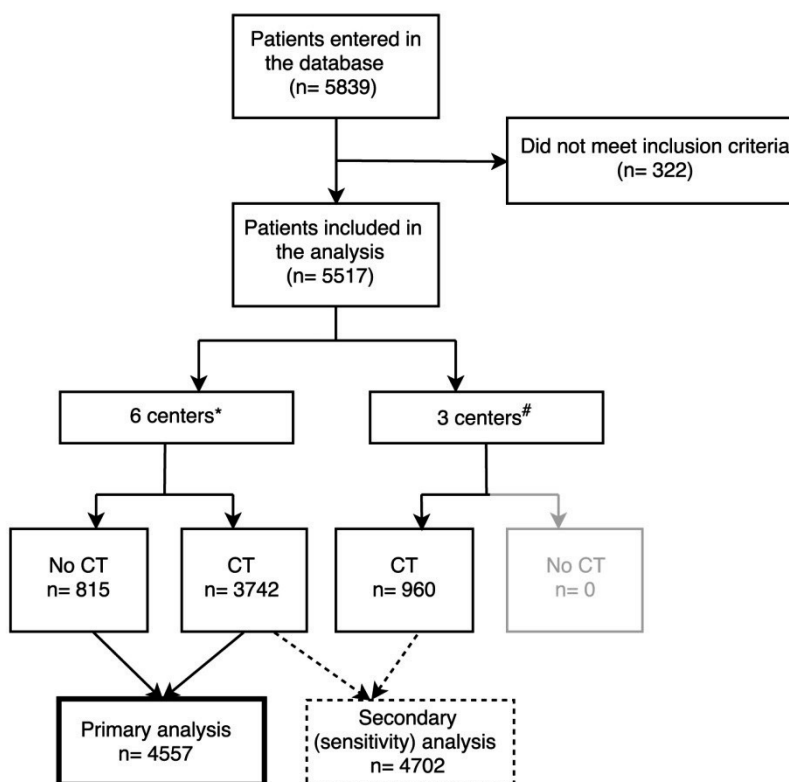 Patients entered in
the database
(n= 5839)
Did not meet inclusion criteria
(n= 322)
Patients included in
the analysis
(n= 5517)
6 centers*
3 centers#
No CT
n= 815
CT
n= 3742
CT
n= 960
No CT
n= 0
Primary analysis
n= 4557
Secondary
(sensitivity) analysis
n= 4702